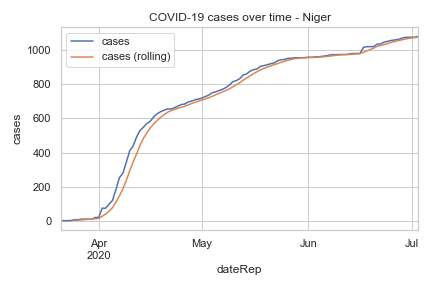 COVID-19 cases over time - Niger
cases
cases (rolling)
1000
800
600
400
200
0
cases
Apr
2020
May
Jun
Jul
dateRep